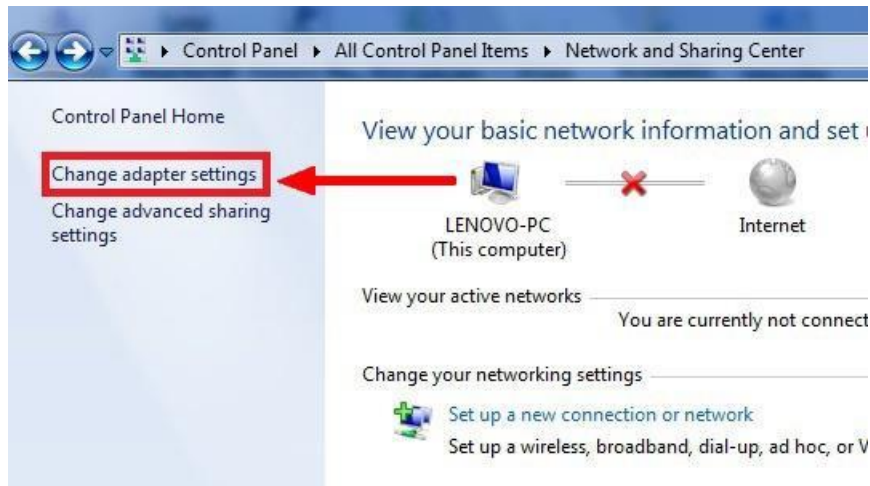 Control Panel ▸ All Control Panel Items ▸ Network and Sharing Center
Control Panel Home
Change adapter settings
Change advanced sharing
settings
View your basic network information and set
LENOVO-PC
(This computer)
Internet
View your active networks
You are currently not connect
Change your networking settings
Set up a new connection or network
Set up a wireless, broadband, dial-up, ad hoc, or V